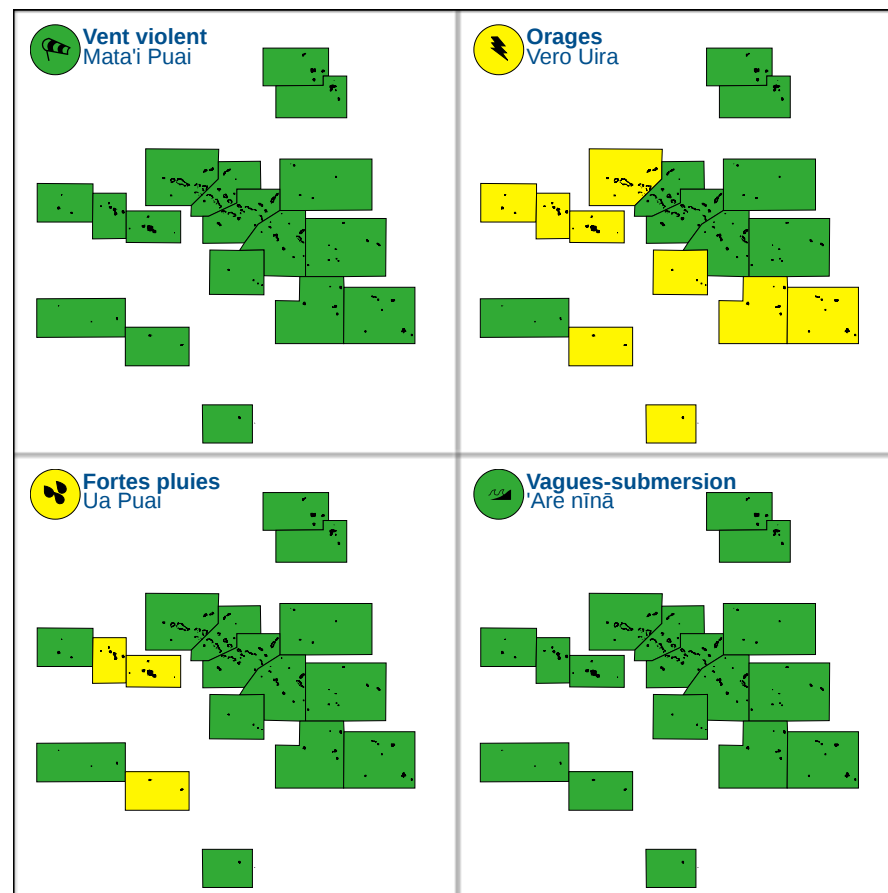 Vent violent
Mata'i Puai
Orages
Vero Uira
Fortes pluies
Ua Puai
Vagues-submersion
'Are nīnā